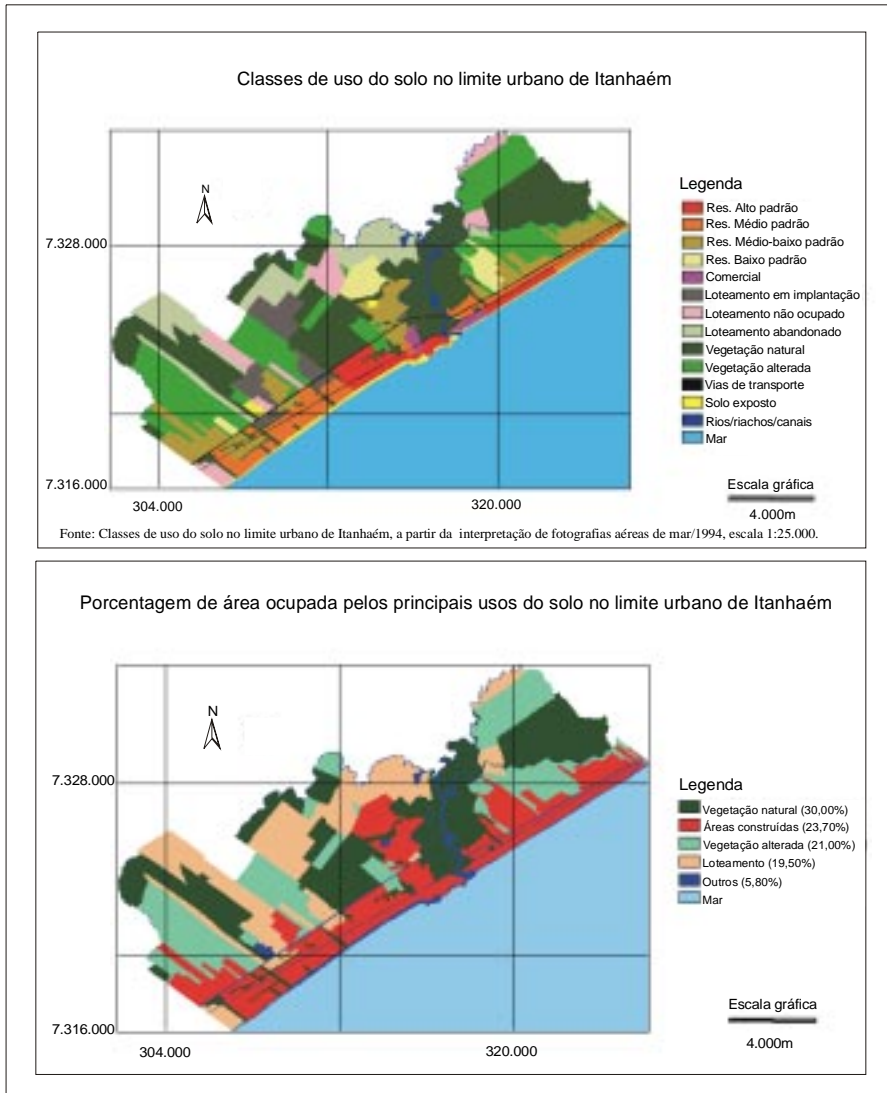 Classes de uso do solo no limite urbano de Itanhaém
N
7.328.000
7.316.000
304.000
320.000
Legenda
Res. Alto padrão
Res. Médio padrão
Res. Médio-baixo padrão
Res. Baixo padrão
Comercial
Loteamento em implantação
Loteamento não ocupado
Loteamento abandonado
Vegetação natural
Vegetação alterada
Vias de transporte
Solo exposto
Rios/riachos/canais
Mar
Escala gráfica
4.000m
Fonte: Classes de uso do solo no limite urbano de Itanhaém, a partir da interpretação de fotografias aéreas de mar/1994, escala 1:25.000.
Porcentagem de área ocupada pelos principais usos do solo no limite urbano de Itanhaém
N
7.328.000
7.316.000
304.000
320.000
Legenda
Vegetação natural (30,00%)
Áreas construídas (23,70%)
Vegetação alterada (21,00%)
Loteamento (19,50%)
Outros (5,80%)
Mar
Escala gráfica
4.000m